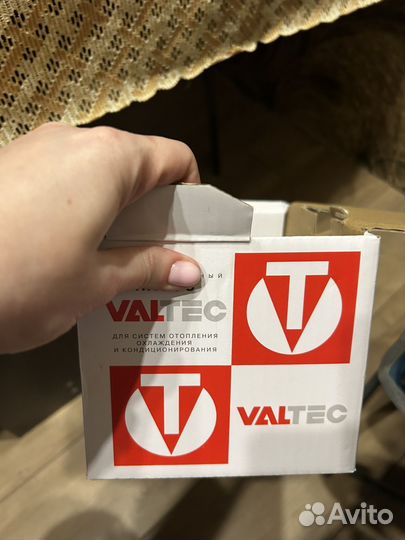 VALTEC
ДЛЯ СИСТЕМ ОТОПЛЕНИЯ
ОХЛАЖДЕНИЯ
И КОНДИЦИОНИРОВАНИЯ
VALTEC
Avito